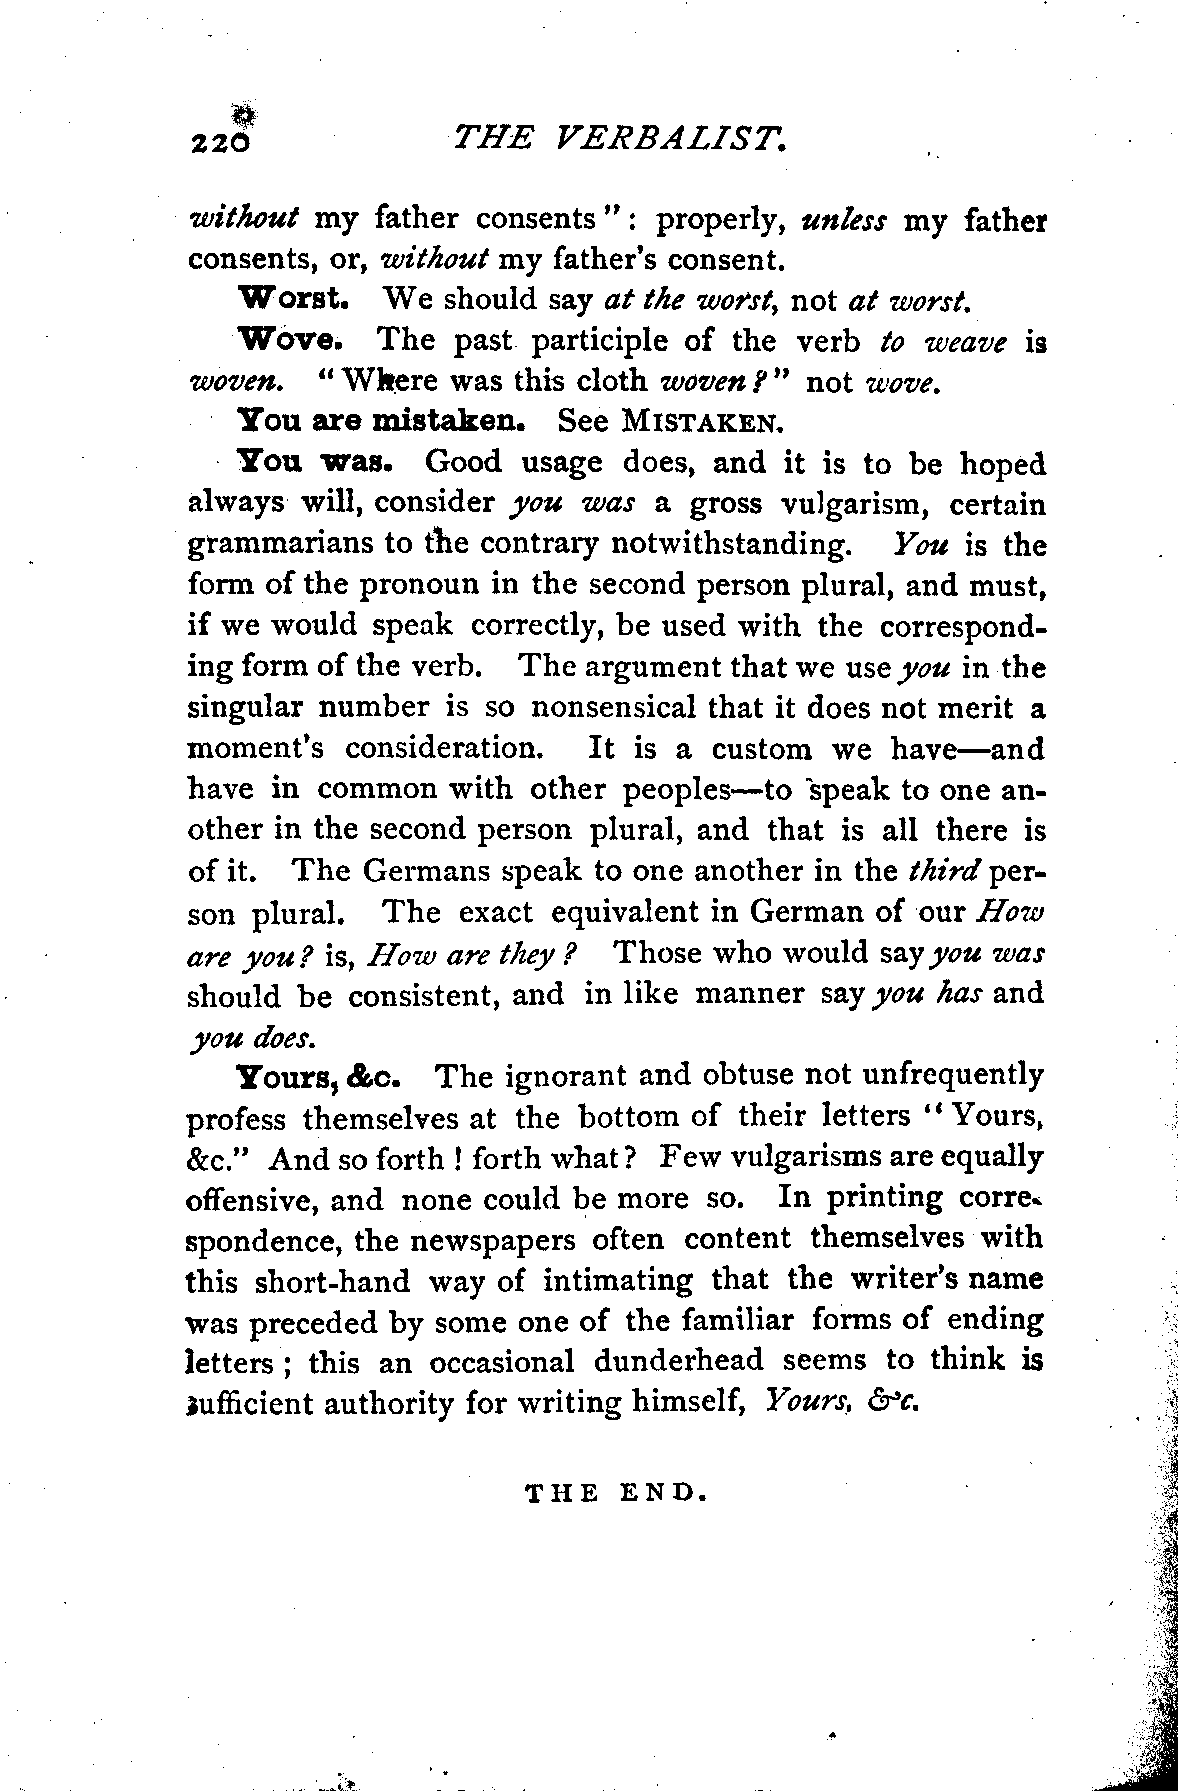 220 THE VERBALIST.
without my father consents": properly, unless my father
consents, or, without my father's consent.
Worst. We should say at the worst, not at worst.
Wove. The past participle of the verb to weave is
woven. "Where was this cloth woven?" not wove.
You are mistaken. See MISTAKEN.
You was. Good usage does, and it is to be hoped
always will, consider you was a gross vulgarism, certain
grammarians to the contrary notwithstanding. You is the
form of the pronoun in the second person plural, and must,
if we would speak correctly, be used with the correspond-
ing form of the verb. The argument that we use you in the
singular number is so nonsensical that it does not merit a
moment's consideration. It is a custom we have—and
have in common with other peoples—to speak to one an-
other in the second person plural, and that is all there is
of it. The Germans speak to one another in the third per-
son plural. The exact equivalent in German of our How
are you? is, How are they? Those who would say you was
should be consistent, and in like manner say you has and
you does.
Yours, &c. The ignorant and obtuse not unfrequently
profess themselves at the bottom of their letters "Yours,
&c." And so forth! forth what? Few vulgarisms are equally
offensive, and none could be more so. In printing corre-
spondence, the newspapers often content themselves with
this short-hand way of intimating that the writer's name
was preceded by some one of the familiar forms of ending
letters; this an occasional dunderhead seems to think is
sufficient authority for writing himself, Yours, &c.
THE END.